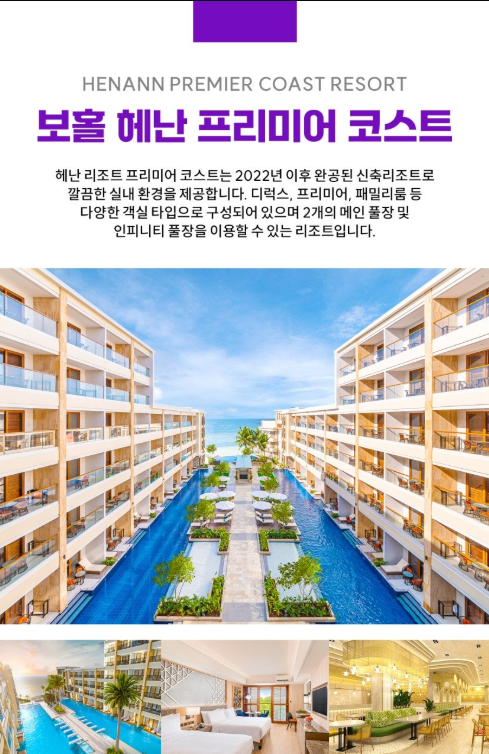 HENANN PREMIER COAST RESORT
보홀 헤난 프리미어 코스트
헤난 리조트 프리미어 코스트는 2022년 이후 완공된 신축리조트로
깔끔한 실내 환경을 제공합니다. 디럭스, 프리미어, 패밀리룸 등
다양한 객실 타입으로 구성되어 있으며 2개의 메인 풀장 및
인피니티 풀장을 이용할 수 있는 리조트입니다.